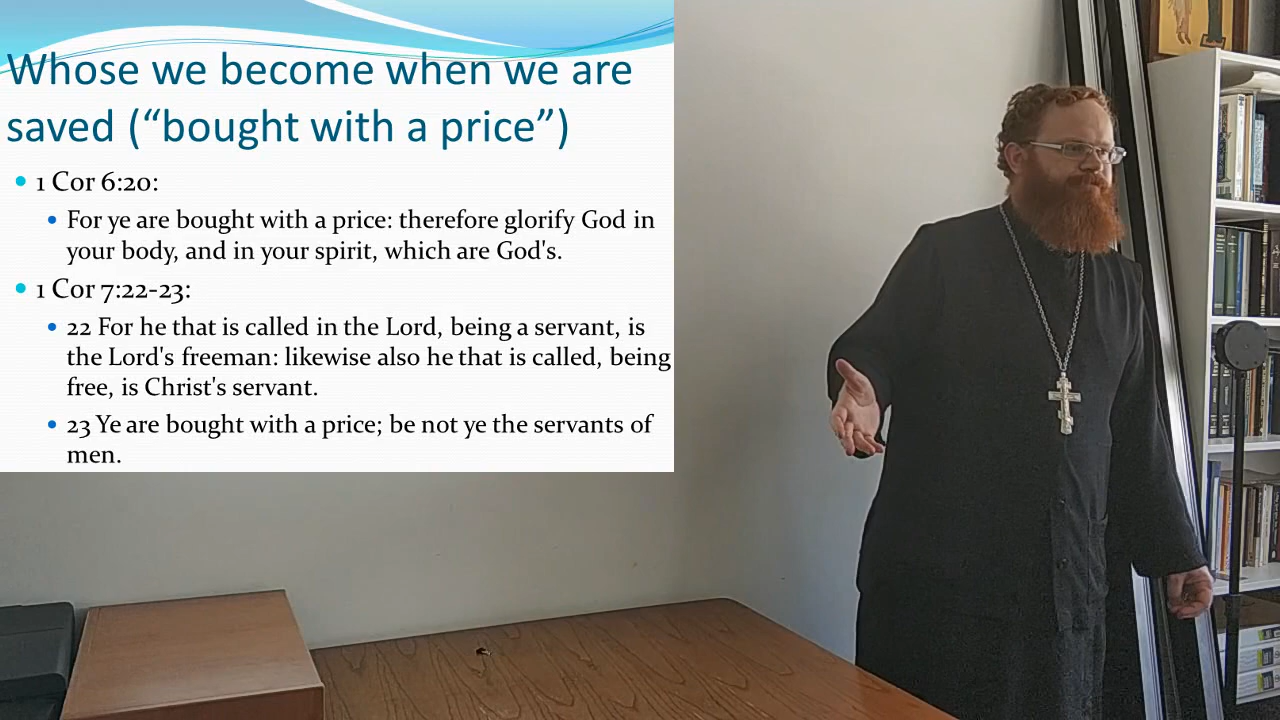 Whose we become when we are
saved (“bought with a price”)
1 Cor 6:20:
For ye are bought with a price: therefore glorify God in
your body, and in your spirit, which are God's.
1 Cor 7:22-23:
22 For he that is called in the Lord, being a servant, is
the Lord's freeman: likewise also he that is called, being
free, is Christ's servant.
23 Ye are bought with a price; be not ye the servants of
men.